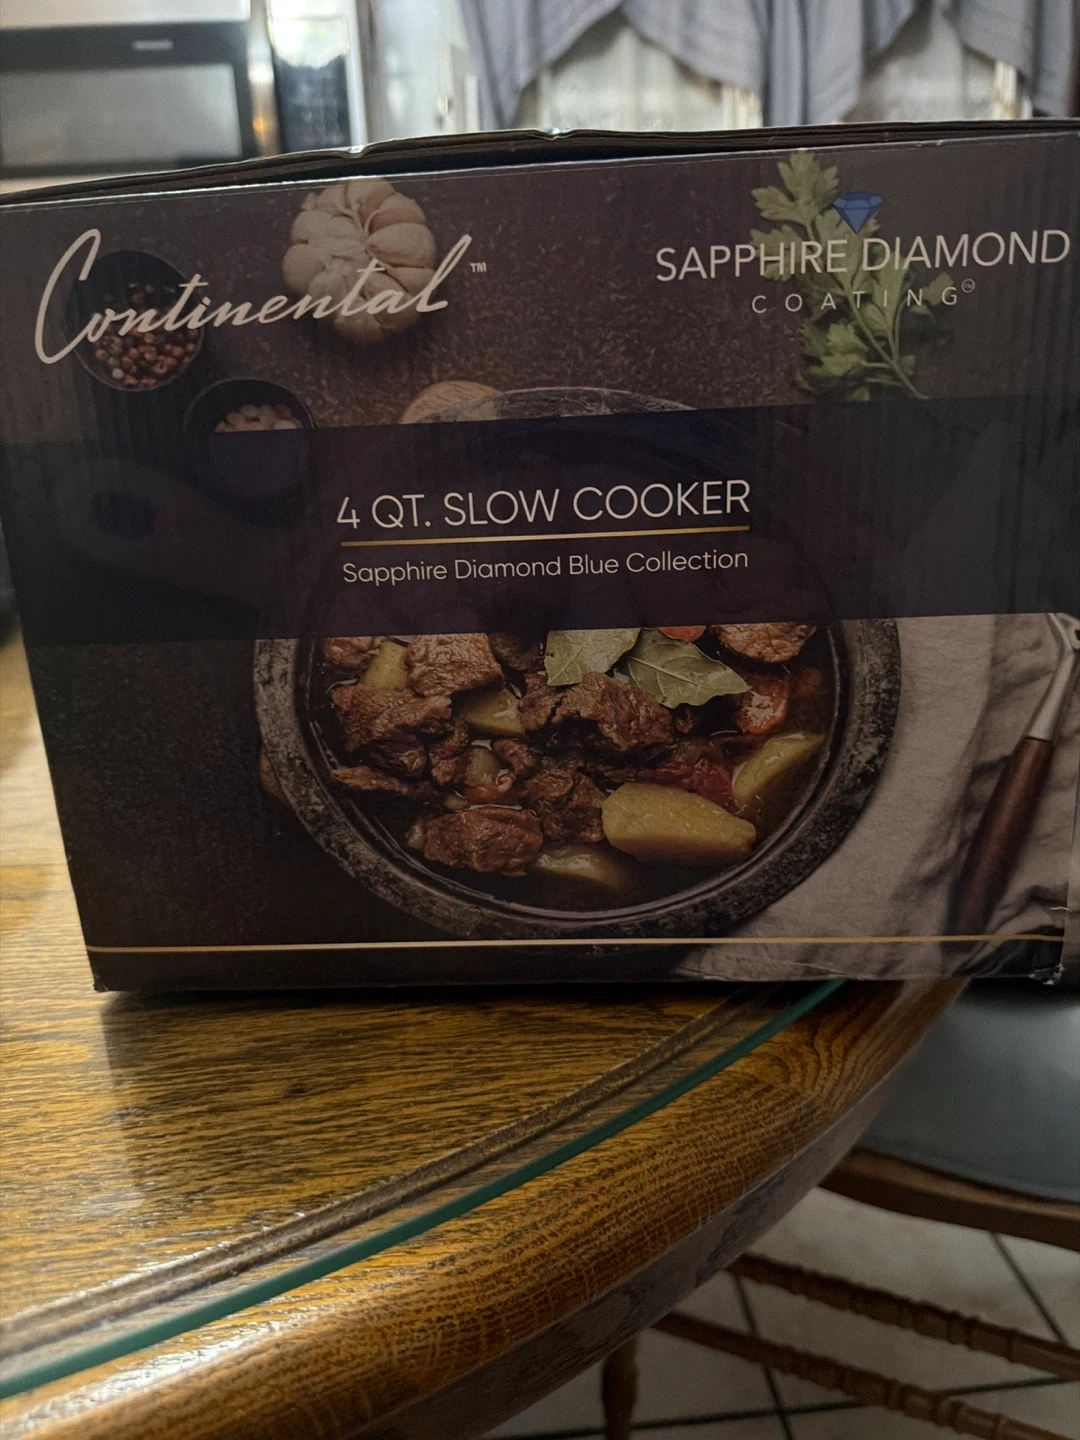 Continental™
SAPPHIRE DIAMOND
COATING
4 QT. SLOW COOKER
Sapphire Diamond Blue Collection